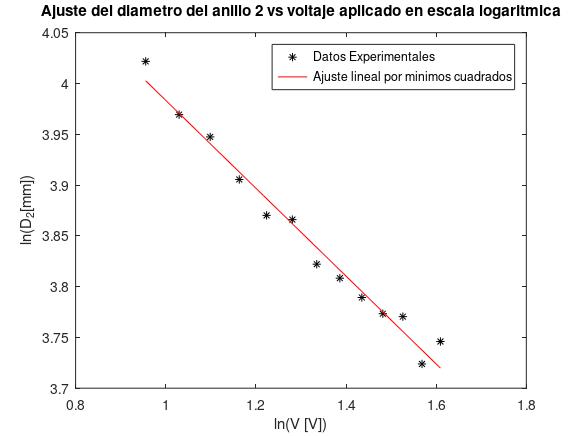 Ajuste del diametro del anillo 2 vs voltaje aplicado en escala logaritmica
4.05
Datos Experimentales
Ajuste lineal por minimos cuadrados
4
3.95
3.9
3.85
3.8
3.75
3.7
ln(D2[mm])
0.8
1
1.2
1.4
1.6
1.8
ln(V [V])